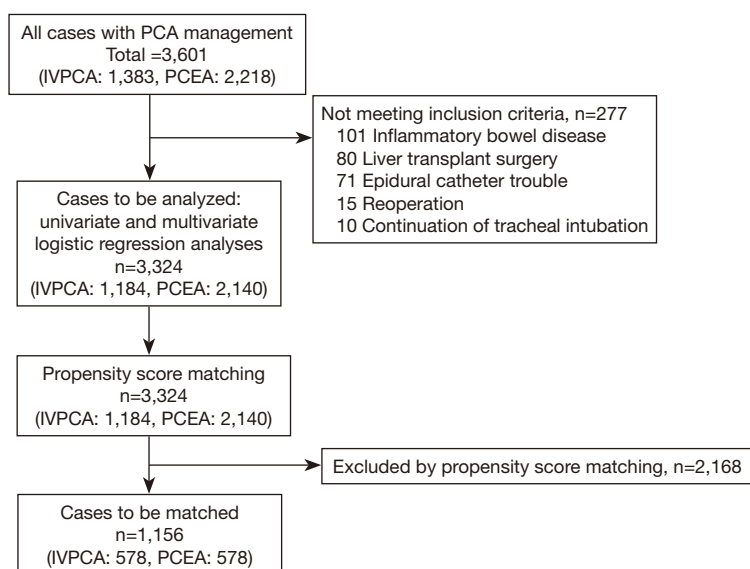 All cases with PCA management
Total =3,601
(IVPCA: 1,383, PCEA: 2,218)
Not meeting inclusion criteria, n=277
101 Inflammatory bowel disease
80 Liver transplant surgery
71 Epidural catheter trouble
15 Reoperation
10 Continuation of tracheal intubation
Cases to be analyzed:
univariate and multivariate
logistic regression analyses
n=3,324
(IVPCA: 1,184, PCEA: 2,140)
Propensity score matching
n=3,324
(IVPCA: 1,184, PCEA: 2,140)
Excluded by propensity score matching, n=2,168
Cases to be matched
n=1,156
(IVPCA: 578, PCEA: 578)